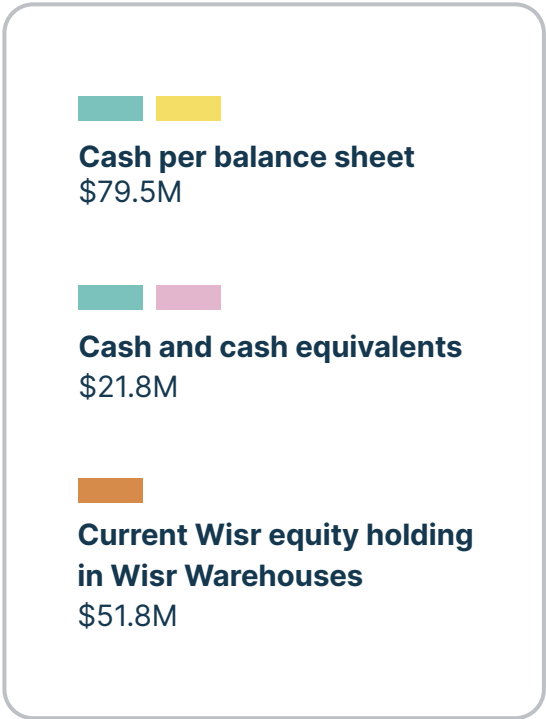 Cash per balance sheet
$79.5M
Cash and cash equivalents
$21.8M
Current Wisr equity holding
in Wisr Warehouses
$51.8M